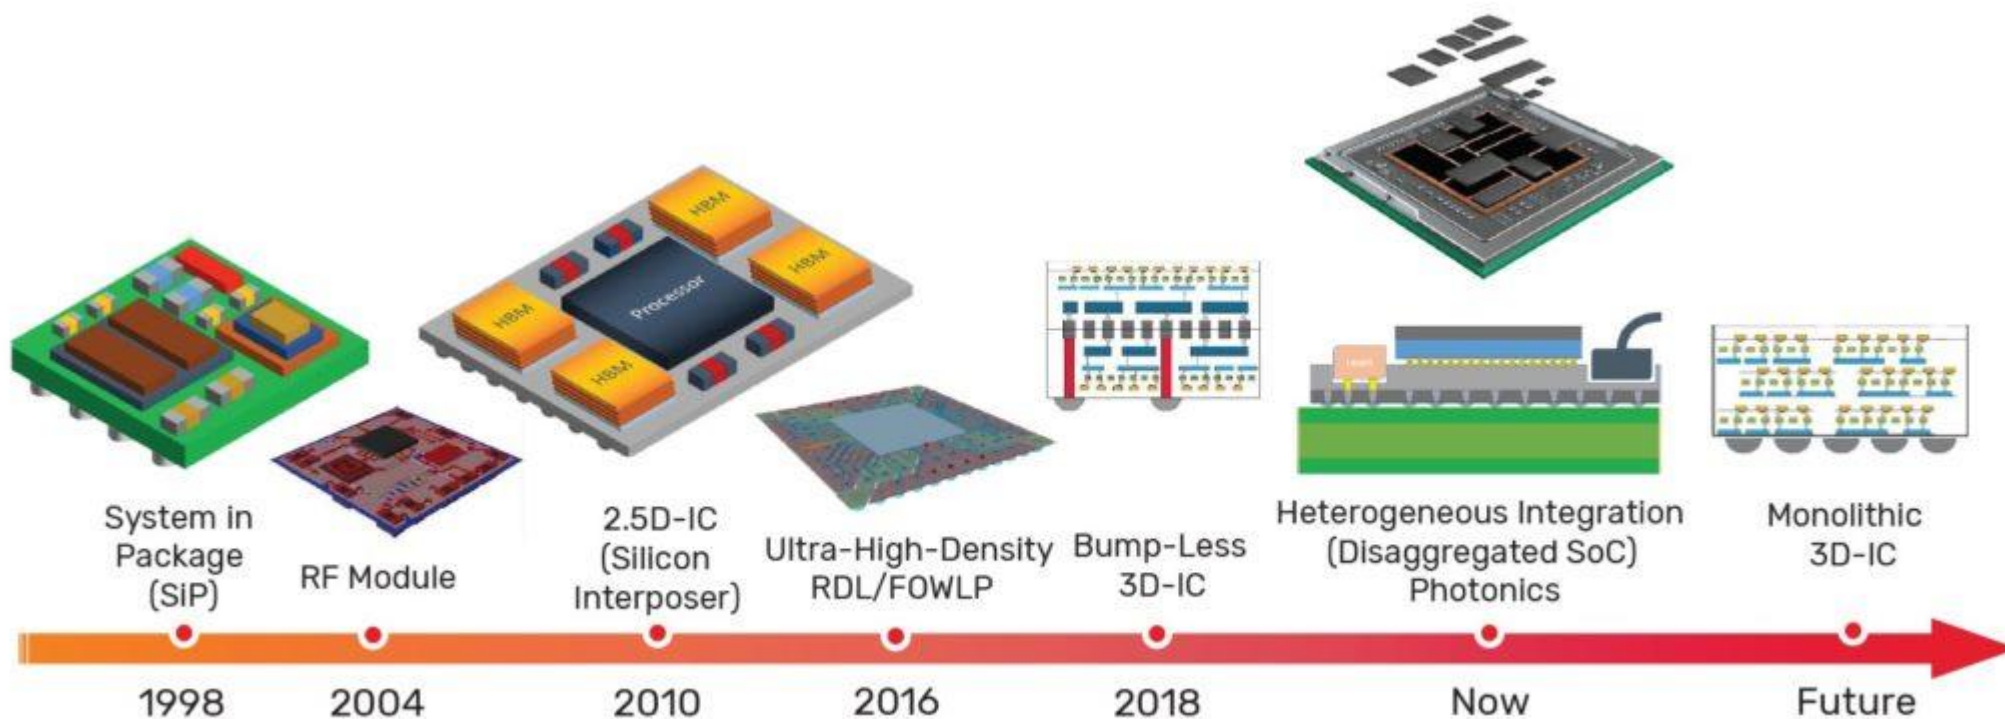 HBM
HBM
HBM
HBM
Processor
System in
Package
(SiP)
RF Module
2.5D-IC
(Silicon
Interposer)
Ultra-High-Density
RDL/FOWLP
Bump-Less
3D-IC
Heterogeneous Integration
(Disaggregated SoC)
Photonics
Monolithic
3D-IC
1998
2004
2010
2016
2018
Now
Future